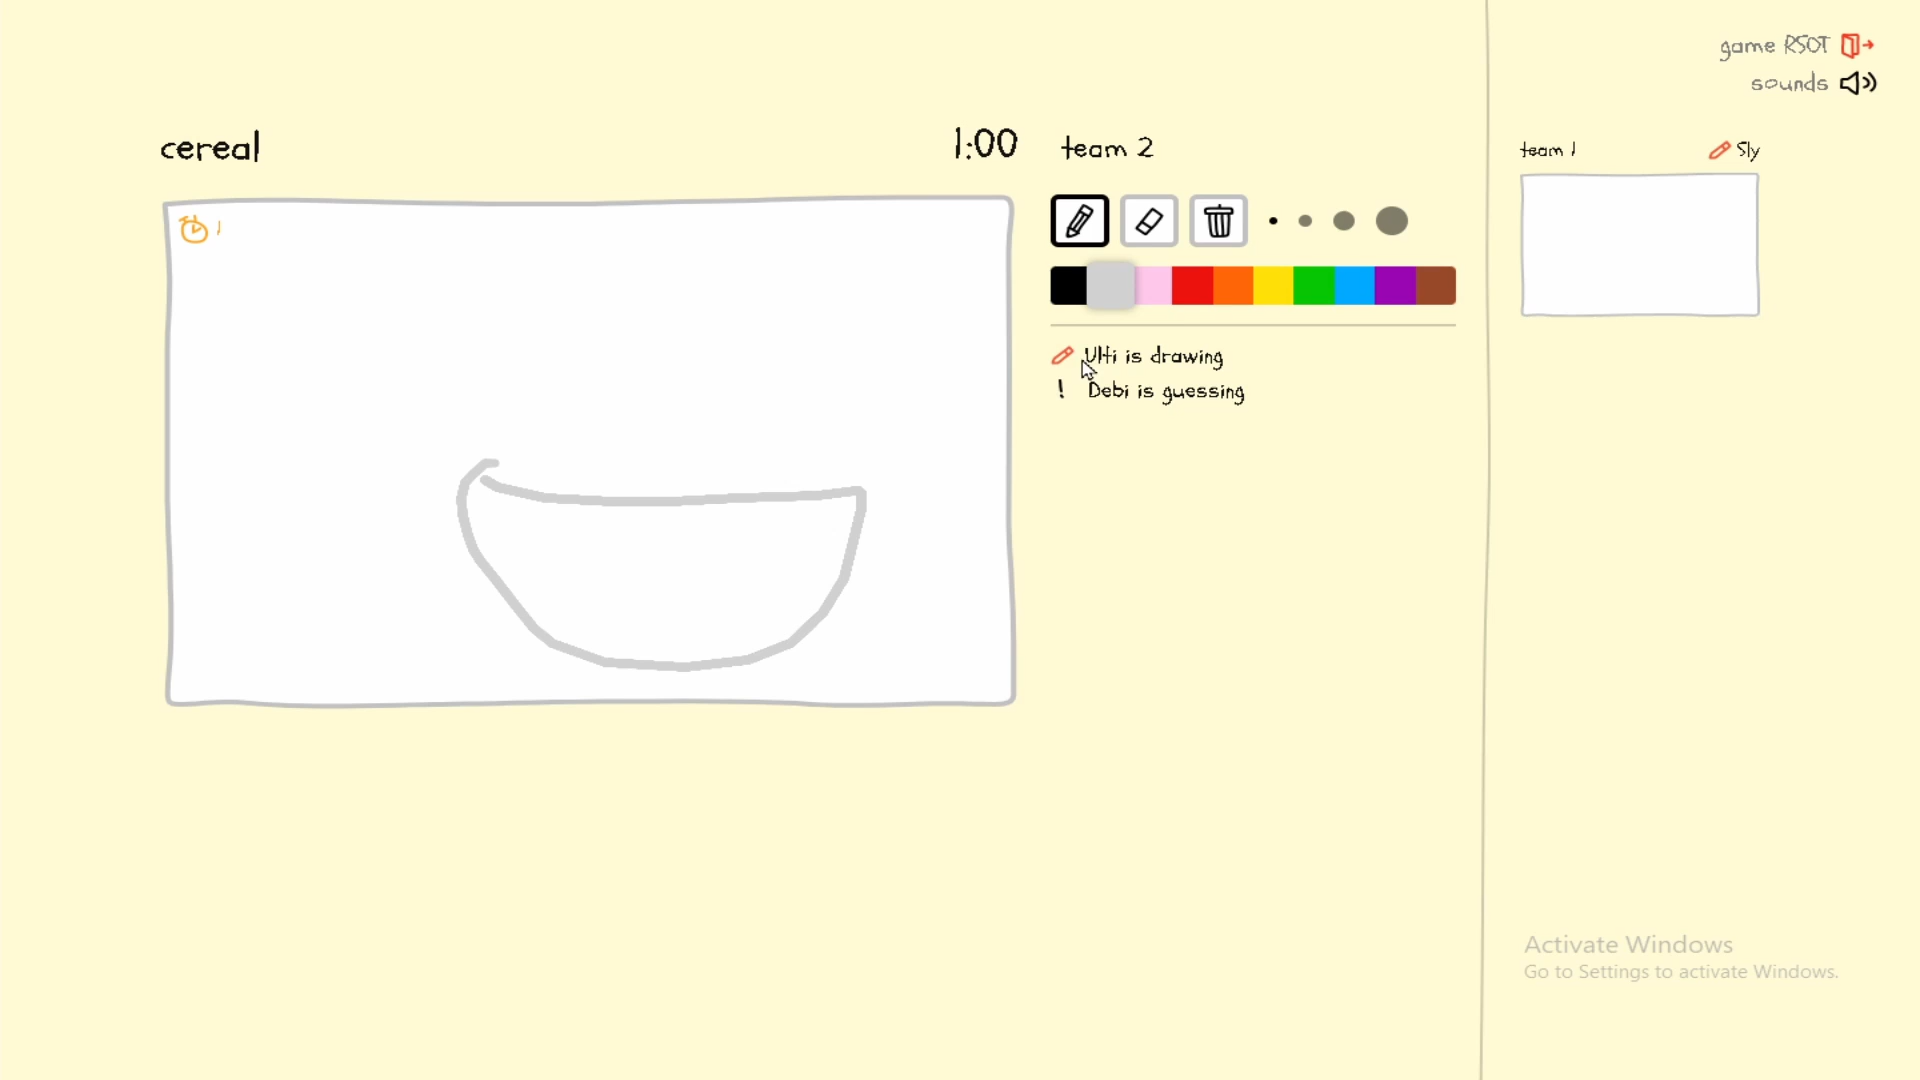 game RSOT
sounds
cereal
1:00
team 2
team 1
Sly
1
Ulti is drawing
! Debi is guessing
Activate Windows
Go to Settings to activate Windows.